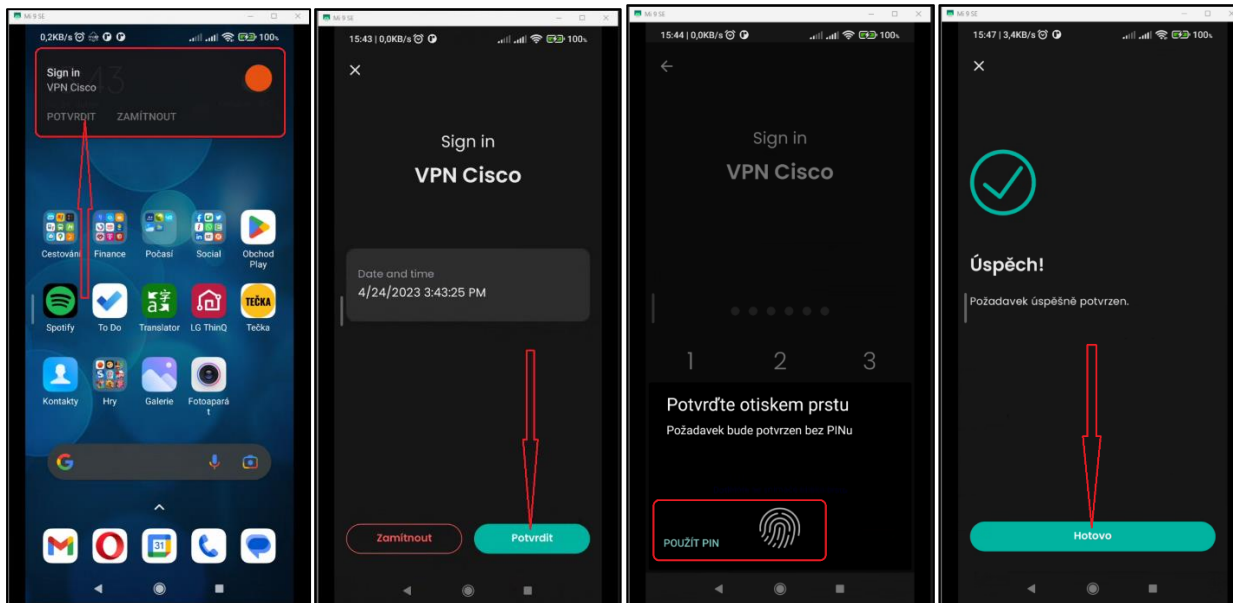 Mi 9 SE
0,2KB/s
100%
Sign in
VPN Cisco
POTVRDIT ZAMÍTNOUT
Cestování Finance Počasí Social Obchod Play
TEČKA
Spotify To Do Translator LG ThinQ Tečka
Kontakty Hry Galerie Fotoaparát
31
Mi 9 SE
15:43 | 0,0KB/s
100%
Sign in
VPN Cisco
Date and time
4/24/2023 3:43:25 PM
Zamítnout Potvrdit
Mi 9 SE
15:44 | 0,0KB/s
100%
Sign in
VPN Cisco
1 2 3
Potvrďte otiskem prstu
Požadavek bude potvrzen bez PINu
POUŽÍT PIN
Mi 9 SE
15:47 | 3,4KB/s
100%
Úspěch!
Požadavek úspěšně potvrzen.
Hotovo